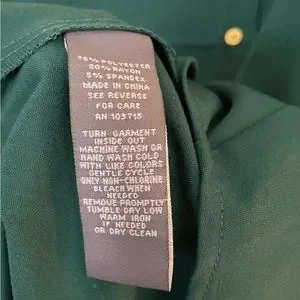 75% POLYESTER
20% RAYON
5% SPANDEX
MADE IN CHINA
SEE REVERSE
FOR CARE
RN 103715
TURN GARMENT
INSIDE OUT
MACHINE WASH OR
HAND WASH COLD
WITH LIKE COLORS
GENTLE CYCLE
ONLY NON-CHLORINE
BLEACH WHEN
NEEDED
REMOVE PROMPTLY
TUMBLE DRY LOW
WARM IRON
IF NEEDED
OR DRY CLEAN